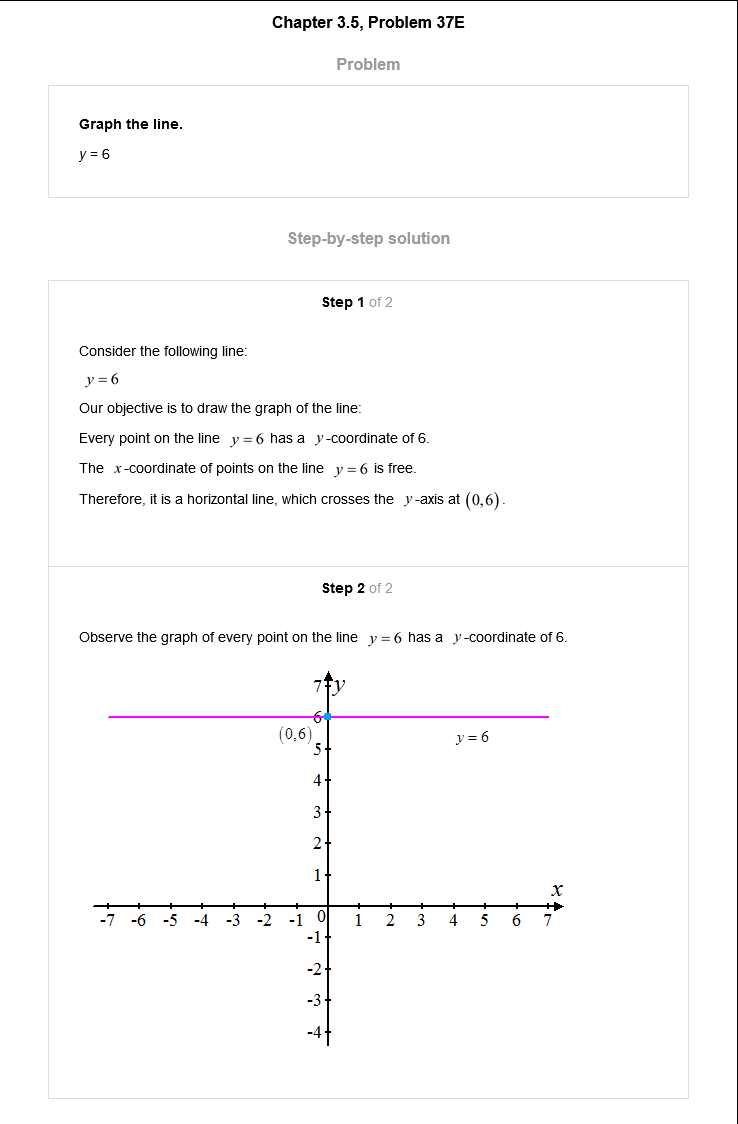 Chapter 3.5, Problem 37E
Problem
Graph the line.
y = 6
Step-by-step solution
Step 1 of 2
Consider the following line:
y = 6
Our objective is to draw the graph of the line:
Every point on the line y = 6 has a y-coordinate of 6.
The x-coordinate of points on the line y = 6 is free.
Therefore, it is a horizontal line, which crosses the y-axis at (0,6).
Step 2 of 2
Observe the graph of every point on the line y = 6 has a y-coordinate of 6.
7 y
6
(0,6) y = 6
5
4
3
2
1
x
-7 -6 -5 -4 -3 -2 -1 0 1 2 3 4 5 6 7
-1
-2
-3
-4